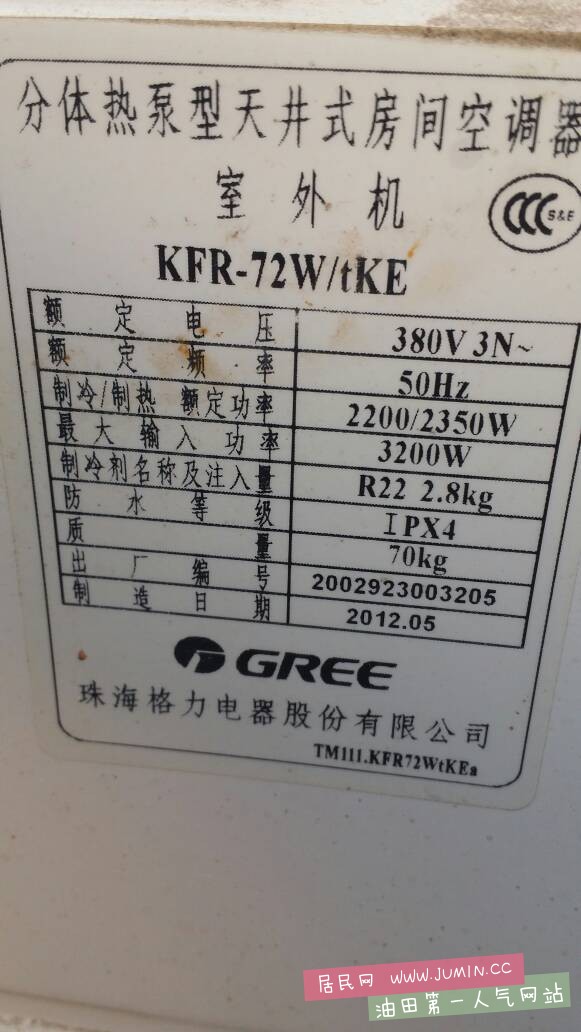 分体热泵型天井式房间空调器
室外机
CCC S&E
KFR-72W/tKE
额定电压 380V 3N~
额定频率 50Hz
制冷/制热 额定功率 2200/2350W
最大输入功率 3200W
制冷剂名称及注入量 R22 2.8kg
防水等级 IPX4
质量 70kg
出厂编号 2002923003205
制造日期 2012.05
GREE
珠海格力电器股份有限公司
TM111.KFR72WtKEa
居民网 WWW.JUMIN.CC
油田第一人气网站